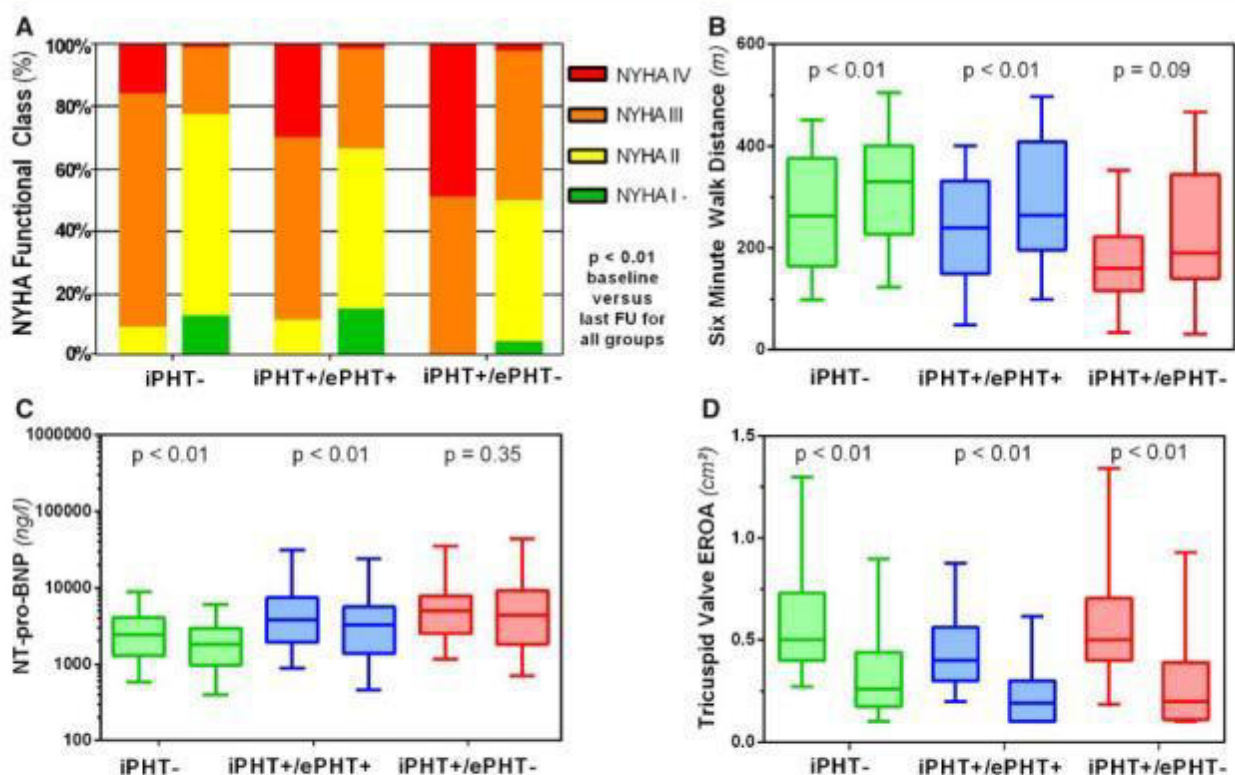 A
NYHA Functional Class (%)
100%
80%
60%
40%
20%
0%
iPHT-
iPHT+/ePHT+
iPHT+/ePHT-
NYHA IV
NYHA III
NYHA II
NYHA I -
p < 0.01
baseline
versus
last FU for
all groups
B
Six Minute Walk Distance (m)
600
400
200
0
p < 0.01
p < 0.01
p = 0.09
iPHT-
iPHT+/ePHT+
iPHT+/ePHT-
C
NT-pro-BNP (ng/l)
1000000
100000
10000
1000
100
p < 0.01
p < 0.01
p = 0.35
iPHT-
iPHT+/ePHT+
iPHT+/ePHT-
D
Tricuspid Valve EROA (cm²)
1.5
1.0
0.5
0.0
p < 0.01
p < 0.01
p < 0.01
iPHT-
iPHT+/ePHT+
iPHT+/ePHT-